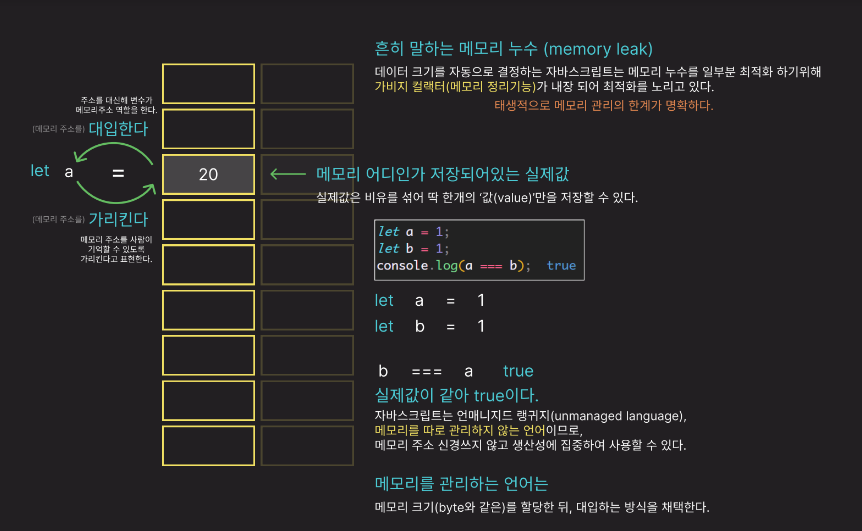 흔히 말하는 메모리 누수 (memory leak)
데이터 크기를 자동으로 결정하는 자바스크립트는 메모리 누수를 일부분 최적화 하기위해
가비지 컬랙터(메모리 정리기능)가 내장 되어 최적화를 노리고 있다.
태생적으로 메모리 관리의 한계가 명확하다.
주소를 대신해 변수가
메모리주소 역할을 한다.
(메모리 주소를) 대입한다
let a =
20
(메모리 주소를) 가리킨다
메모리 주소를 사람이
기억할 수 있도록
가리킨다고 표현한다.
메모리 어디인가 저장되어있는 실제값
실제값은 비유를 섞어 딱 한개의 ‘값(value)’만을 저장할 수 있다.
let a = 1;
let b = 1;
console.log(a === b); true
let a = 1
let b = 1
b === a true
실제값이 같아 true이다.
자바스크립트는 언매니지드 랭귀지(unmanaged language),
메모리를 따로 관리하지 않는 언어이므로,
메모리 주소 신경쓰지 않고 생산성에 집중하여 사용할 수 있다.
메모리를 관리하는 언어는
메모리 크기(byte와 같은)를 할당한 뒤, 대입하는 방식을 채택한다.